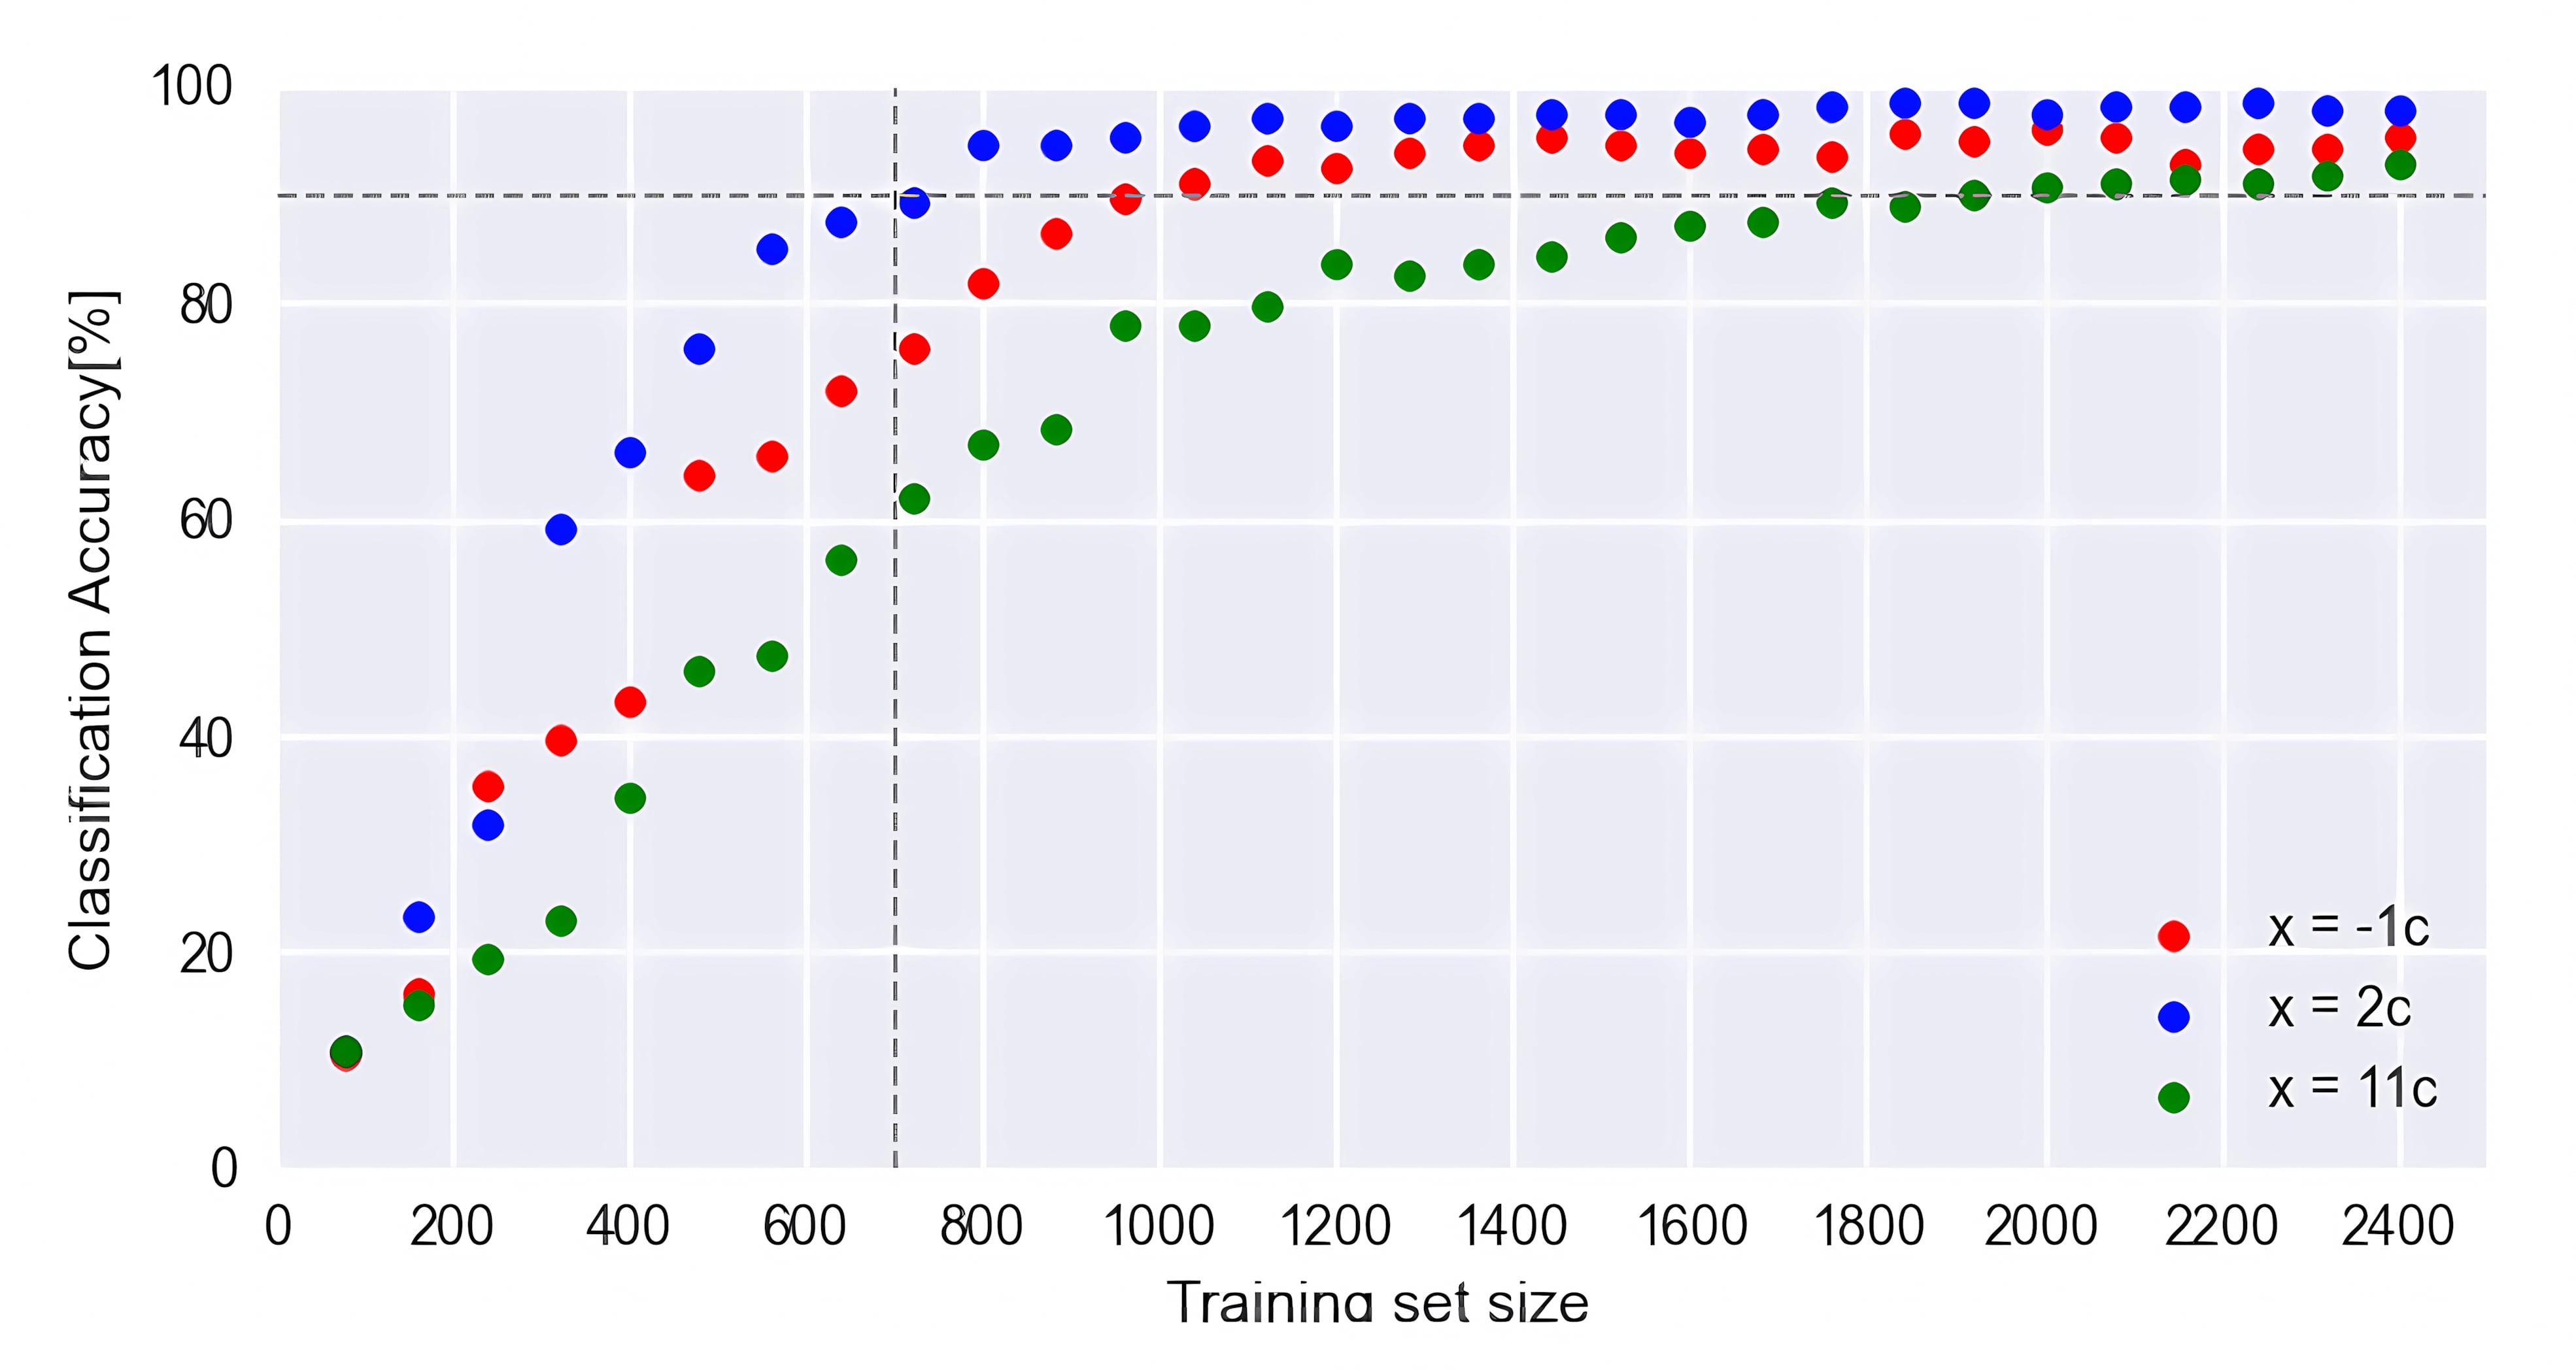 100
80
60
40
20
0
Classification Accuracy[%]
x = -1c
x = 2c
x = 11c
0 200 400 600 800 1000 1200 1400 1600 1800 2000 2200 2400
Training set size